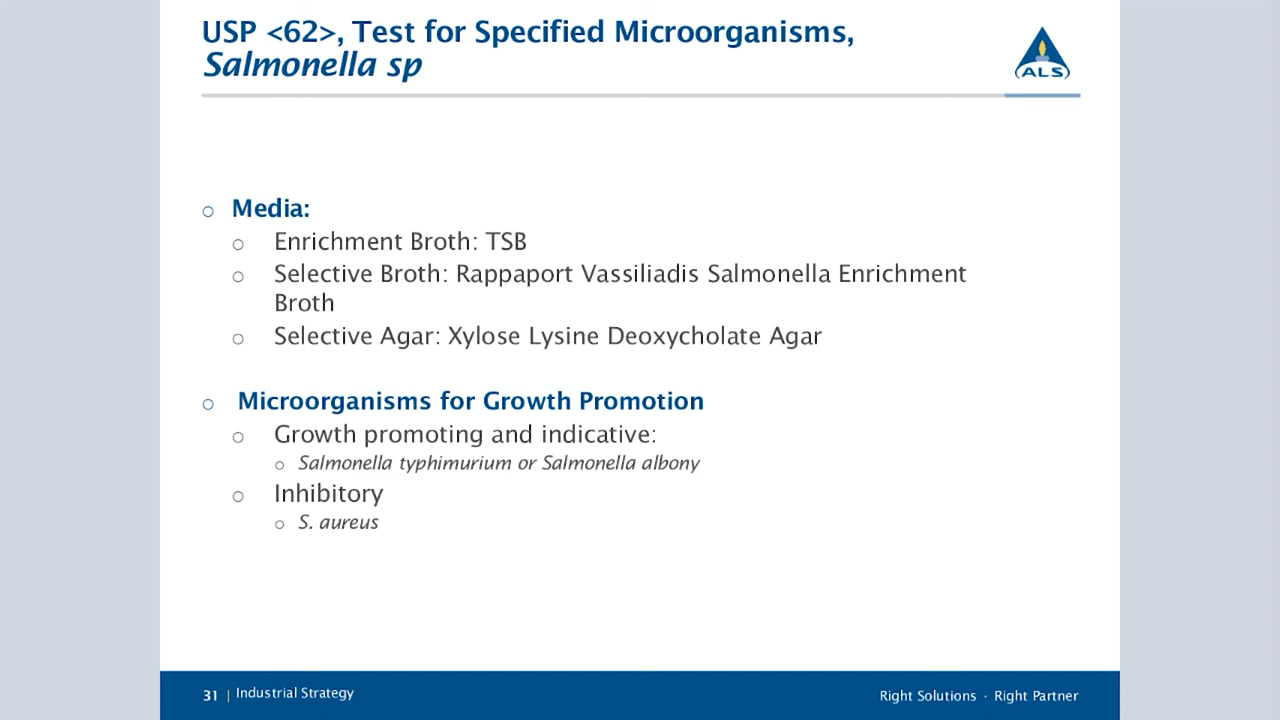 USP <62>, Test for Specified Microorganisms,
Salmonella sp
ALS
Media:
Enrichment Broth: TSB
Selective Broth: Rappaport Vassiliadis Salmonella Enrichment
Broth
Selective Agar: Xylose Lysine Deoxycholate Agar
Microorganisms for Growth Promotion
Growth promoting and indicative:
Salmonella typhimurium or Salmonella albony
Inhibitory
S. aureus
31 | Industrial Strategy
Right Solutions · Right Partner